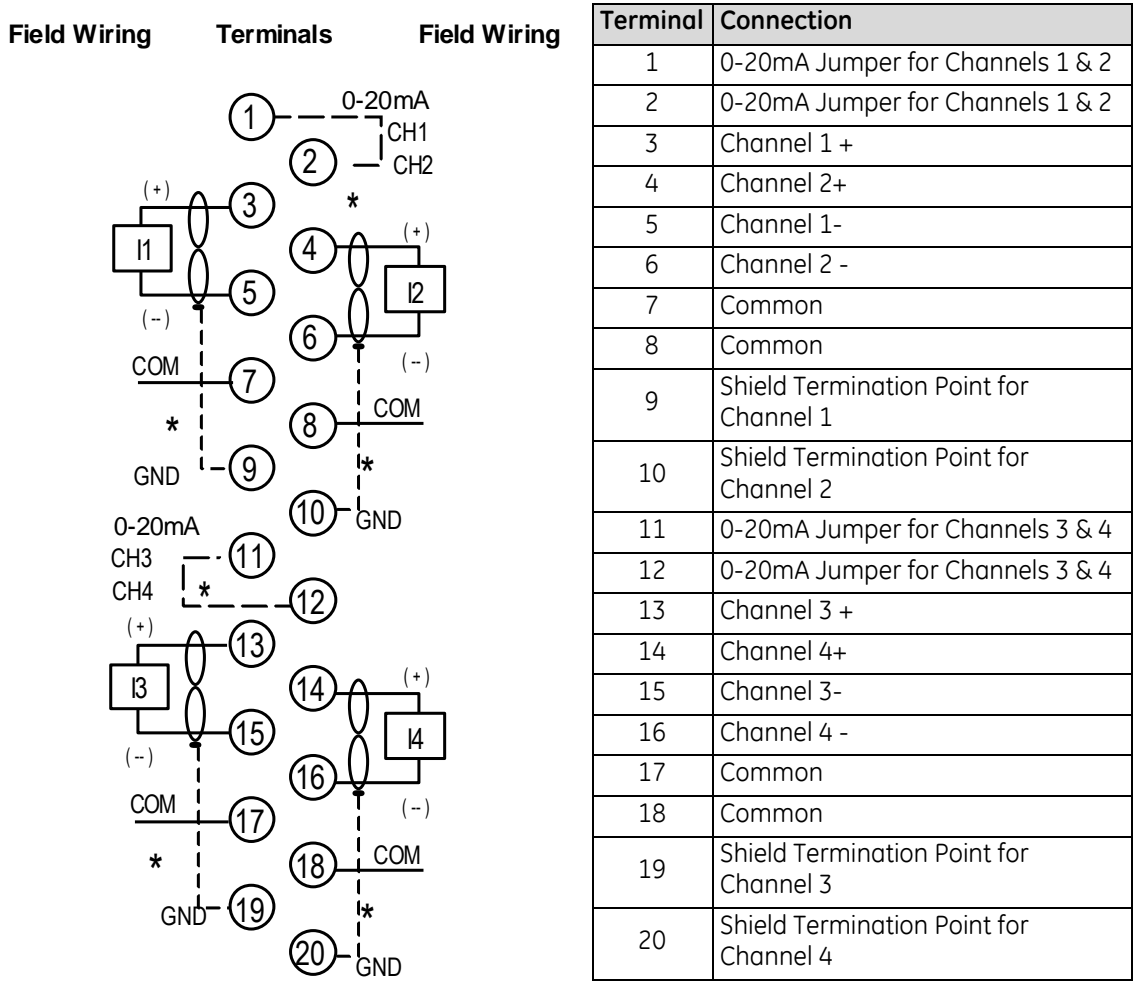 Field Wiring Terminals Field Wiring
0-20mA
1
CH1
2
CH2
*
(+)
3
I1
5
(--)
4
(+)
I2
6
(--)
COM
7
*
8
COM
GND
9
*
10
GND
0-20mA
CH3
11
CH4
*
12
(+)
13
I3
15
(--)
14
(+)
I4
16
(--)
COM
17
*
18
COM
GND
19
*
20
GND
Terminal Connection
1 0-20mA Jumper for Channels 1 & 2
2 0-20mA Jumper for Channels 1 & 2
3 Channel 1 +
4 Channel 2+
5 Channel 1-
6 Channel 2 -
7 Common
8 Common
9 Shield Termination Point for
Channel 1
10 Shield Termination Point for
Channel 2
11 0-20mA Jumper for Channels 3 & 4
12 0-20mA Jumper for Channels 3 & 4
13 Channel 3 +
14 Channel 4+
15 Channel 3-
16 Channel 4 -
17 Common
18 Common
19 Shield Termination Point for
Channel 3
20 Shield Termination Point for
Channel 4